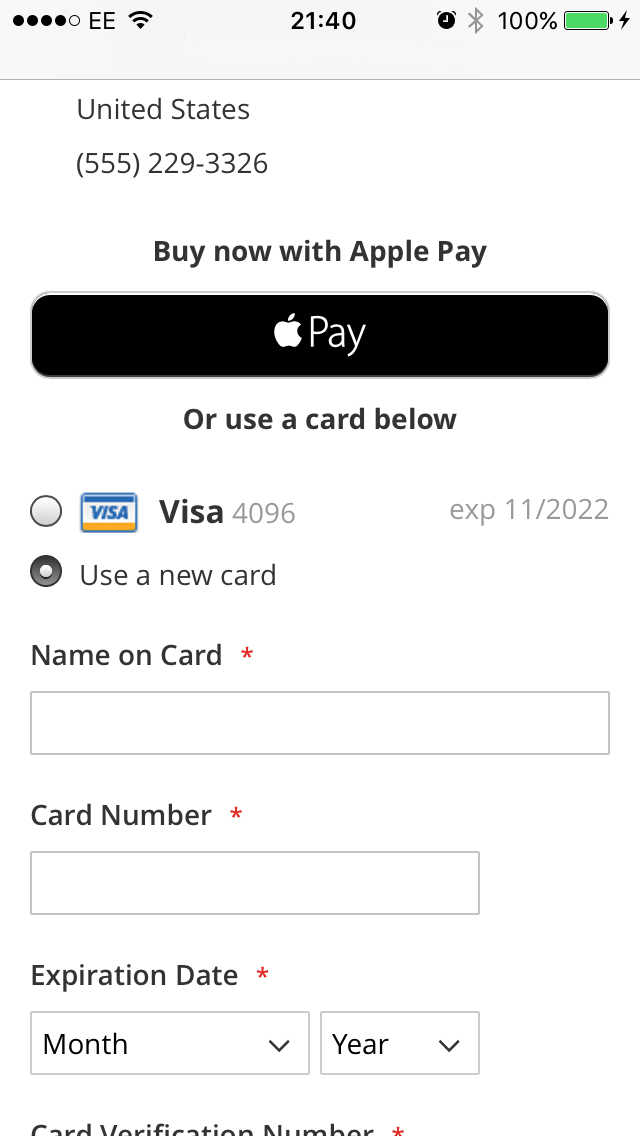 EE 21:40 100%
United States
(555) 229-3326
Buy now with Apple Pay
Pay
Or use a card below
VISA Visa 4096 exp 11/2022
Use a new card
Name on Card *
Card Number *
Expiration Date *
Month Year
Card Verification Number *